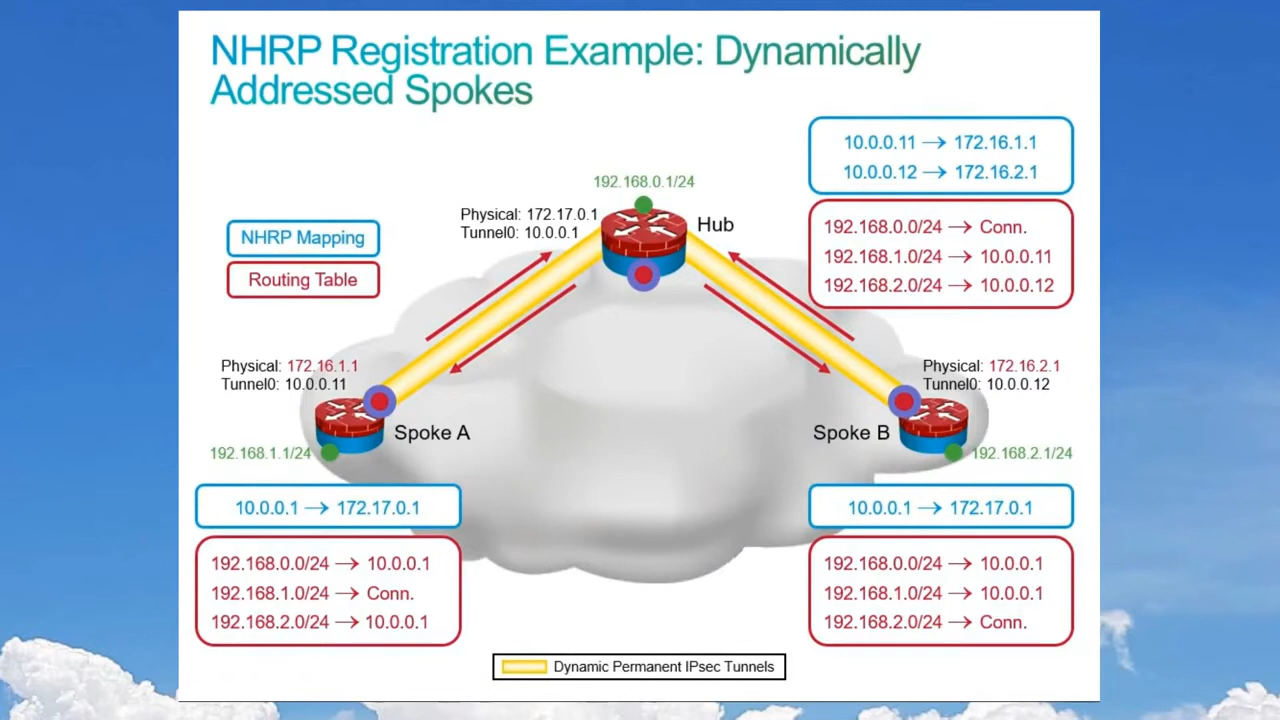 NHRP Registration Example: Dynamically
Addressed Spokes
10.0.0.11 → 172.16.1.1
10.0.0.12 → 172.16.2.1
192.168.0.1/24
Physical: 172.17.0.1
Tunnel0: 10.0.0.1
Hub
192.168.0.0/24 → Conn.
192.168.1.0/24 → 10.0.0.11
192.168.2.0/24 → 10.0.0.12
NHRP Mapping
Routing Table
Physical: 172.16.1.1
Tunnel0: 10.0.0.11
Spoke A
192.168.1.1/24
Physical: 172.16.2.1
Tunnel0: 10.0.0.12
Spoke B
192.168.2.1/24
10.0.0.1 → 172.17.0.1
192.168.0.0/24 → 10.0.0.1
192.168.1.0/24 → Conn.
192.168.2.0/24 → 10.0.0.1
10.0.0.1 → 172.17.0.1
192.168.0.0/24 → 10.0.0.1
192.168.1.0/24 → 10.0.0.1
192.168.2.0/24 → Conn.
Dynamic Permanent IPsec Tunnels